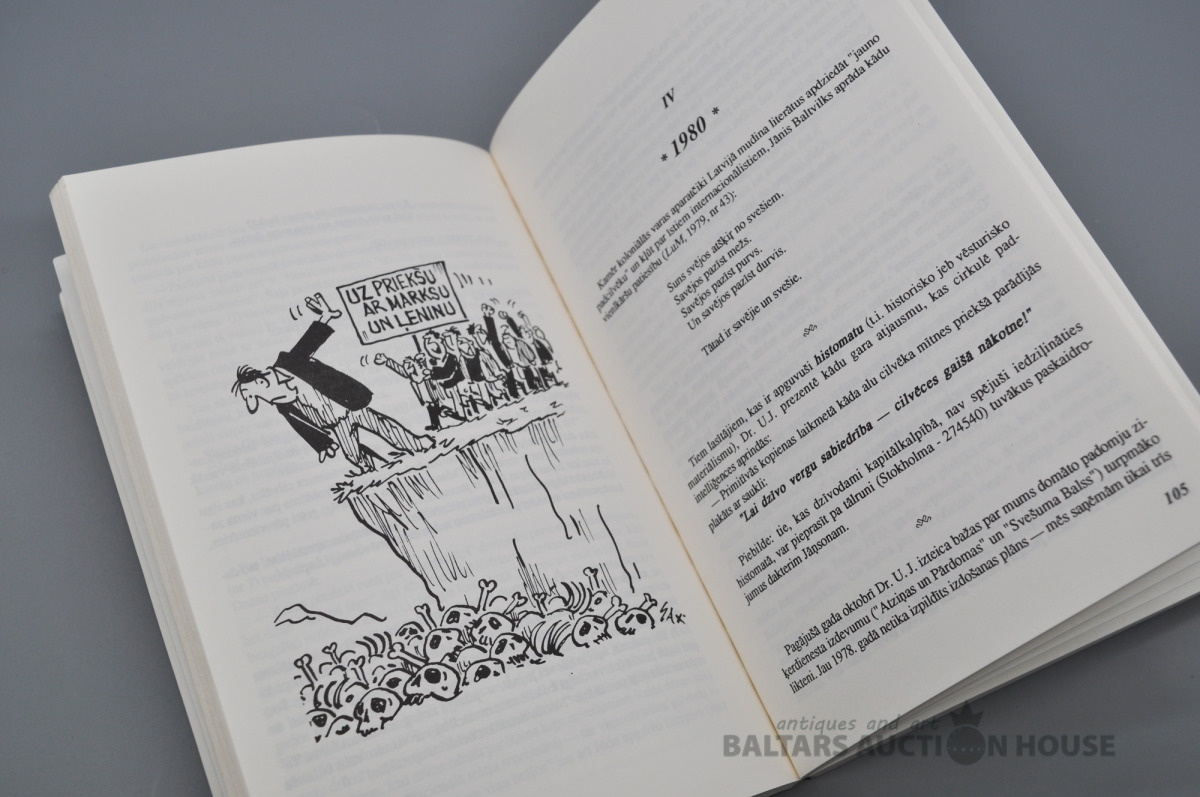 UZ PRIEKŠU
AR MARKSU
UN ĻEŅINU
IV
* 1980 *
Kamēr koloniālās varas aparatčiki Latvijā mudina literātus apdziedāt "jauno
padcilvēku" un kļūt par īstiem internacionālistiem, Jānis Baltvilks aprāda kādu
vienkāršu patiesību (LuM, 1979, nr 43):
Suns svējos atšķiŗ no svešiem.
Savējos pazīst mežs.
Savējos pazīst purvs.
Un savējos pazīst durvis.
Tātad ir savējie un svešie.
Tiem lasītājiem, kas ir apguvuši histomatu (t.i. historisko jeb vēsturisko
materiālismu), Dr. U.J. prezentē kādu gara atjausmu, kas cirkulē pad-
intelliģences aprindās:
— Primitīvās kopienas laikmetā kāda alu cilvēka mītnes priekšā parādījās
plakāts ar saukli:
"Lai dzīvo vergu sabiedrība — cilvēces gaišā nākotne!"
Piebilde: tie, kas dzīvodami kapitālkalpībā, nav spējuši iedziļināties
histomatā, var pieprasīt pa tālruni (Stokholma - 274540) tuvākus paskaidro-
jumus dakterim Jāņsonam.
Pagājušā gada oktobrī Dr. U.J. izteica bažas par mums domāto padomju zi-
ķerdienesta izdevumu ("Atziņas un Pārdomas" un "Svešuma Balss") turpmāko
likteni. Jau 1978. gadā netika izpildīts izdošanas plāns — mēs saņēmām tikai trīs
105
antiques and art
BALTARS AUCTION HOUSE